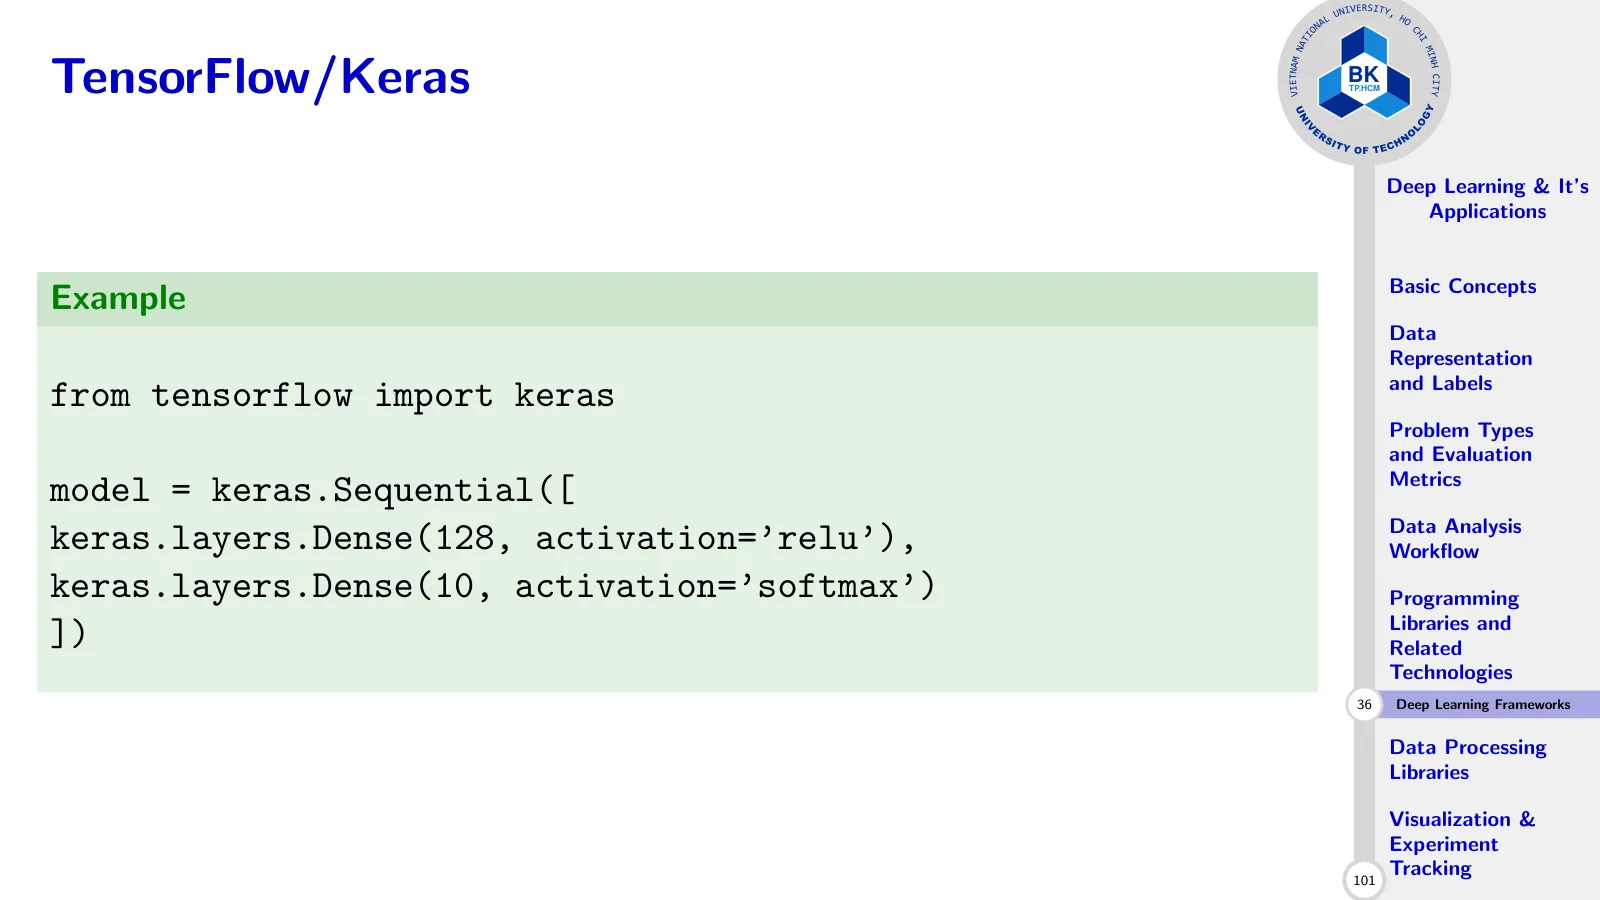 TensorFlow/Keras
VIETNAM NATIONAL UNIVERSITY, HO CHI MINH CITY
BK
TP.HCM
UNIVERSITY OF TECHNOLOGY
Example
from tensorflow import keras
model = keras.Sequential([
keras.layers.Dense(128, activation=’relu’),
keras.layers.Dense(10, activation=’softmax’)
])
Deep Learning & It’s
Applications
Basic Concepts
Data
Representation
and Labels
Problem Types
and Evaluation
Metrics
Data Analysis
Workflow
Programming
Libraries and
Related
Technologies
36
Deep Learning Frameworks
Data Processing
Libraries
Visualization &
Experiment
Tracking
101